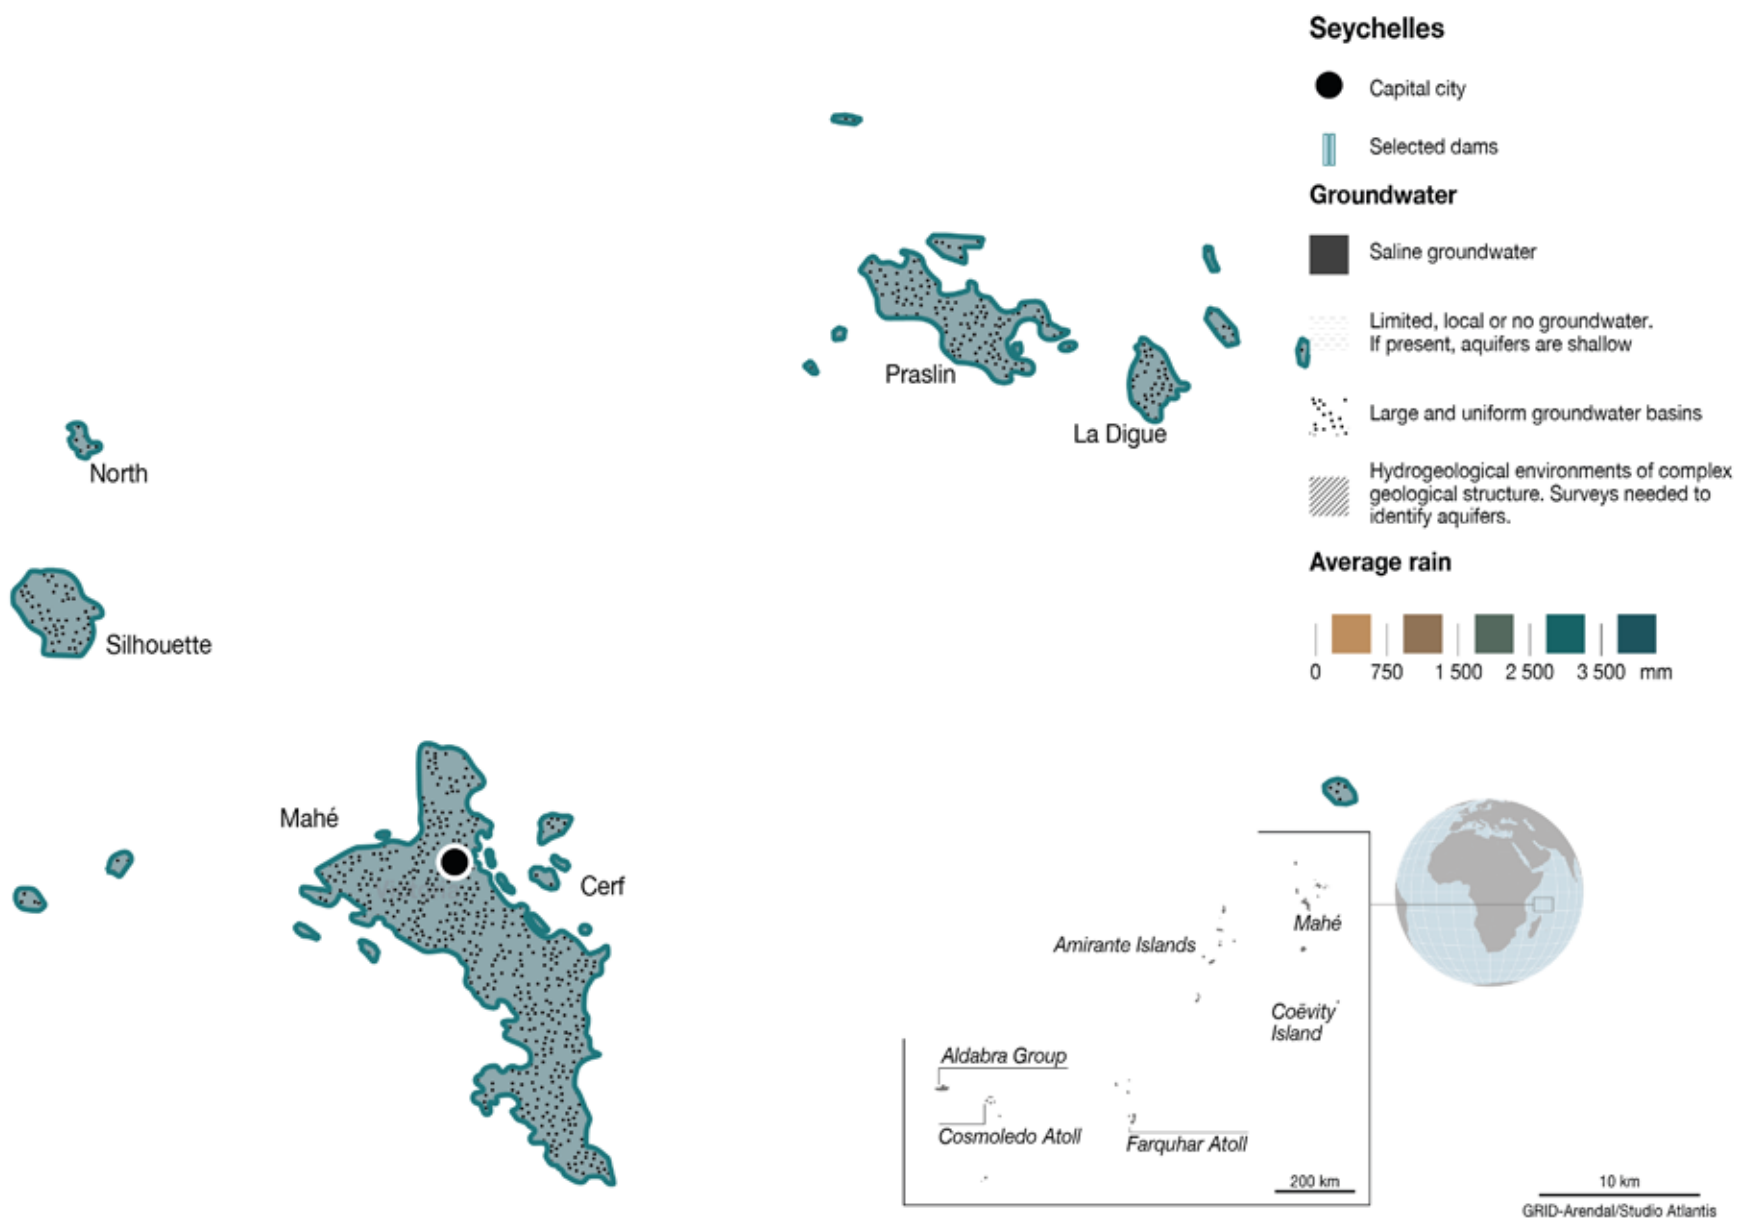 Seychelles
Capital city
Selected dams
Groundwater
Saline groundwater
Limited, local or no groundwater.
If present, aquifers are shallow
Large and uniform groundwater basins
Hydrogeological environments of complex
geological structure. Surveys needed to
identify aquifers.
Average rain
0 750 1 500 2 500 3 500 mm
Praslin
La Digue
North
Silhouette
Mahé
Cerf
Mahé
Amirante Islands
Coëvity
Island
Aldabra Group
Cosmoledo Atoll
Farquhar Atoll
200 km
10 km
GRID-Arendal/Studio Atlantis